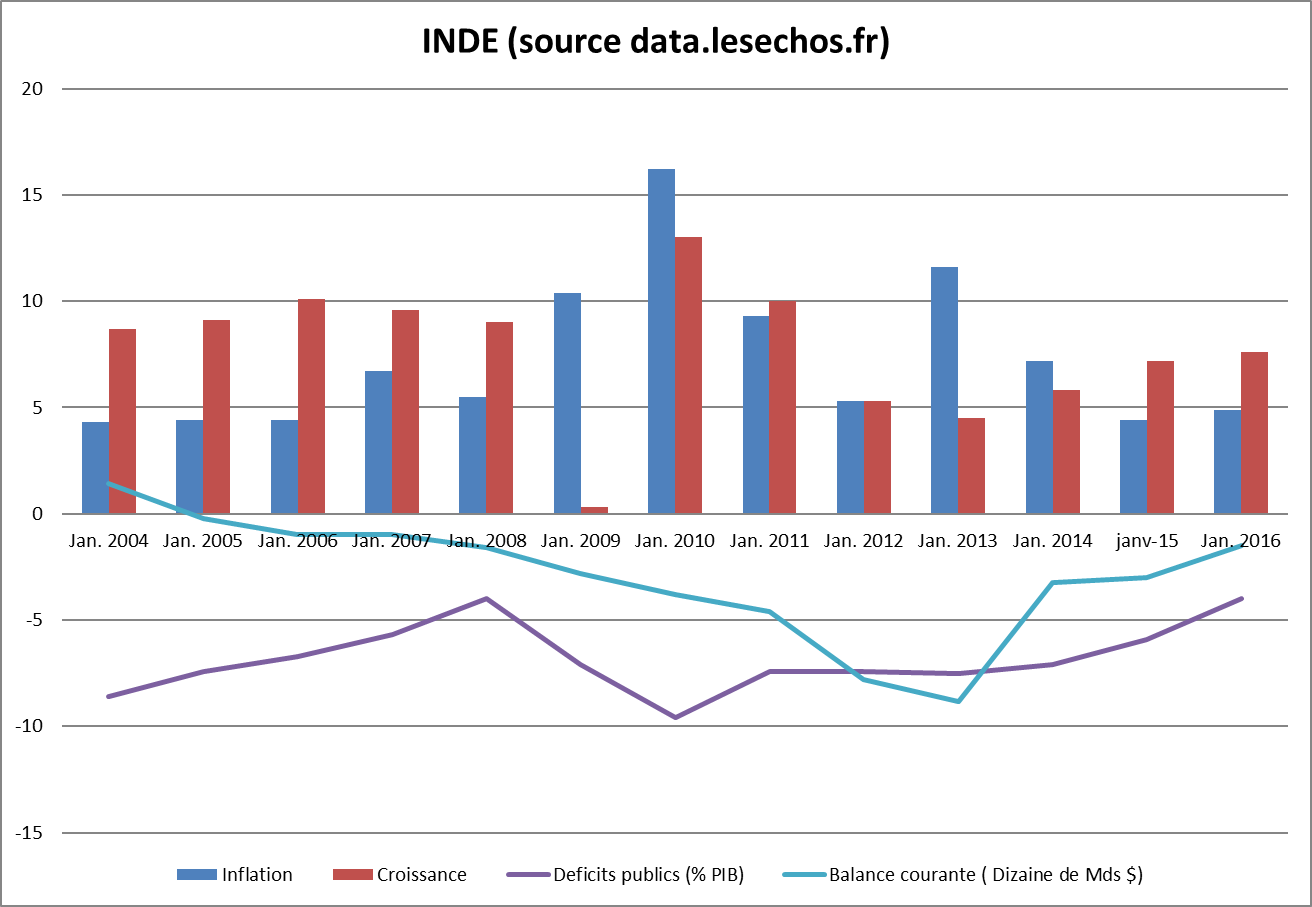 INDE (source data.lesechos.fr)
20
15
10
5
0
Jan. 2004 Jan. 2005 Jan. 2006 Jan. 2007 Jan. 2008 Jan. 2009 Jan. 2010 Jan. 2011 Jan. 2012 Jan. 2013 Jan. 2014 janv-15 Jan. 2016
-5
-10
-15
Inflation Croissance Deficits publics (% PIB) Balance courante ( Dizaine de Mds $)